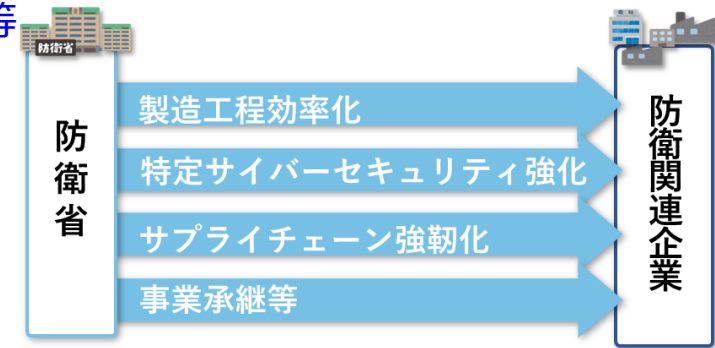 等
防衛省
防衛省
製造工程効率化
特定サイバーセキュリティ強化
サプライチェーン強靭化
事業承継等
防衛関連企業